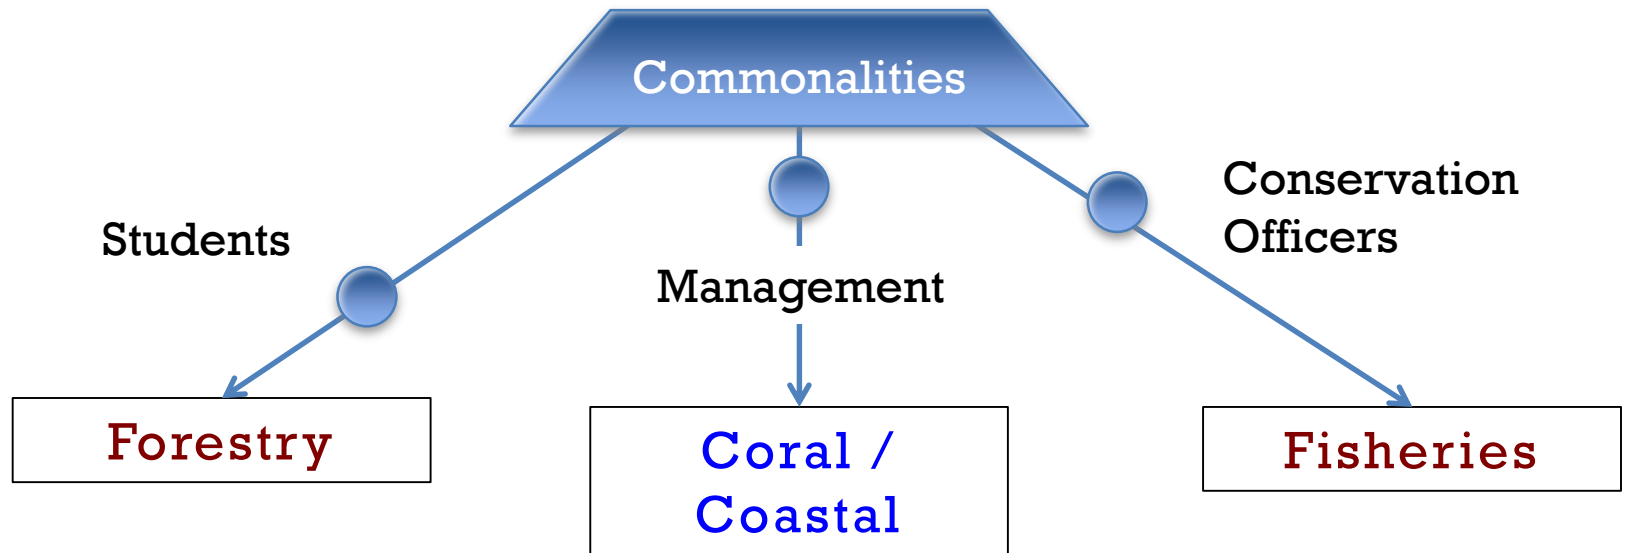 Commonalities
Conservation
Officers
Students
Management
Forestry
Coral /
Coastal
Fisheries